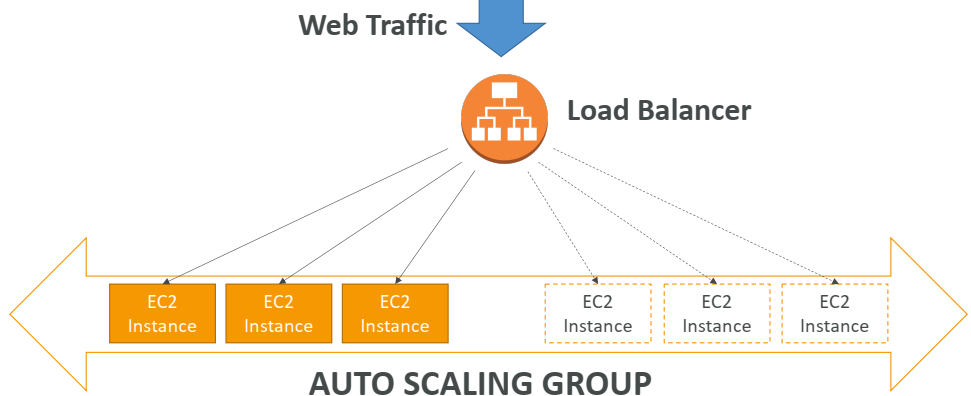 Web Traffic
Load Balancer
EC2
Instance
EC2
Instance
EC2
Instance
EC2
Instance
EC2
Instance
EC2
Instance
AUTO SCALING GROUP